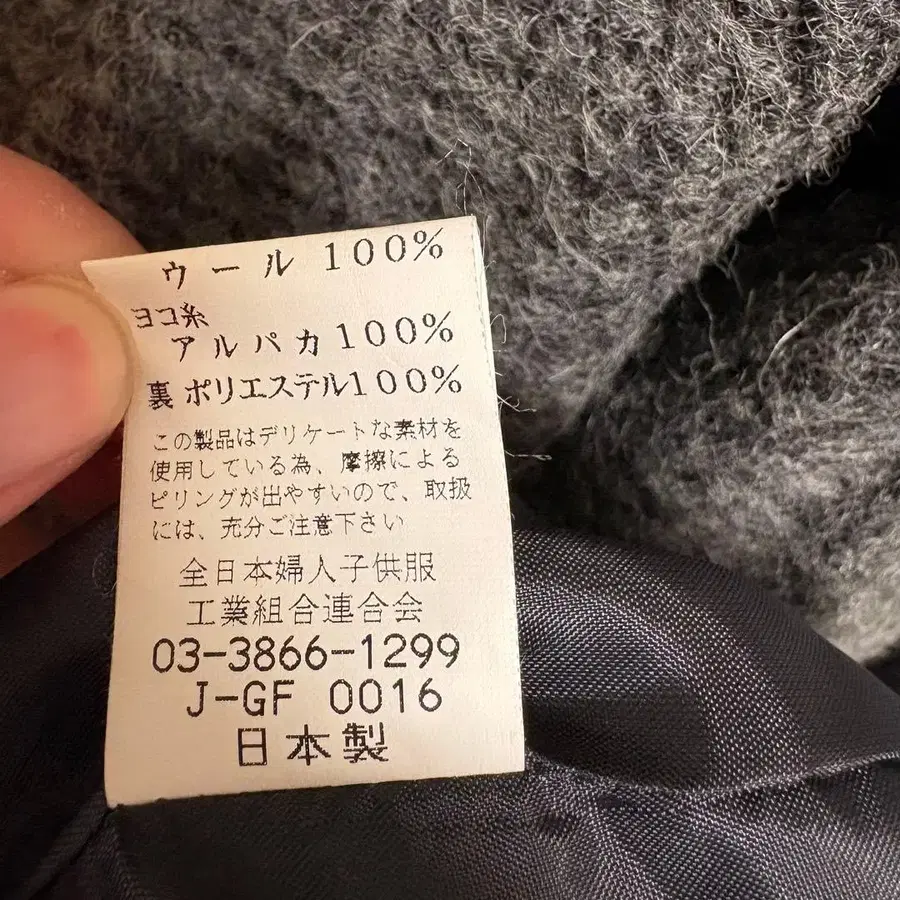 ウール 100%
ヨコ糸
アルパカ100%
裏 ポリエステル100%
この製品はデリケートな素材を
使用している為、摩擦による
ピリングが出やすいので、取扱
には、充分ご注意下さい
全日本婦人子供服
工業組合連合会
03-3866-1299
J-GF 0016
日本製